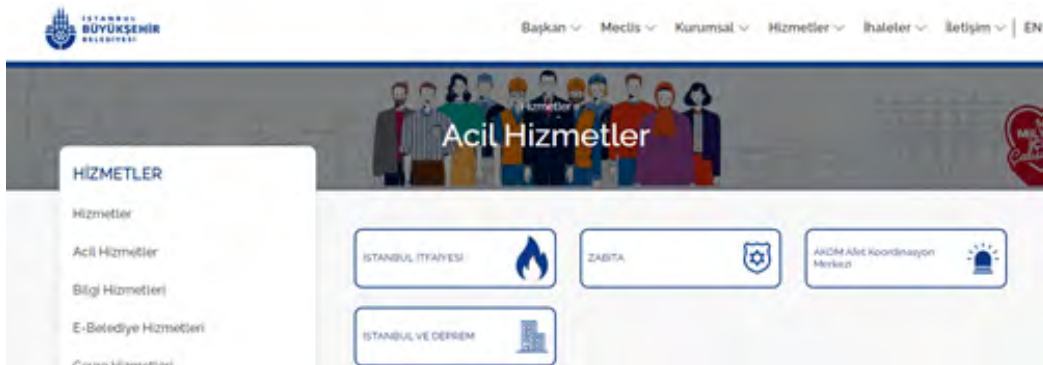 İSTANBUL
BÜYÜKŞEHİR
BELEDİYESİ
Başkan
Meclis
Kurumsal
Hizmetler
İhaleler
İletişim
EN
Hizmetler
Acil Hizmetler
HİZMETLER
Hizmetler
Acil Hizmetler
Bilgi Hizmetleri
E-Belediye Hizmetleri
İSTANBUL İTFAİYESİ
ZABITA
AKOM Afet Koordinasyon
Merkezi
İSTANBUL VE DEPREM